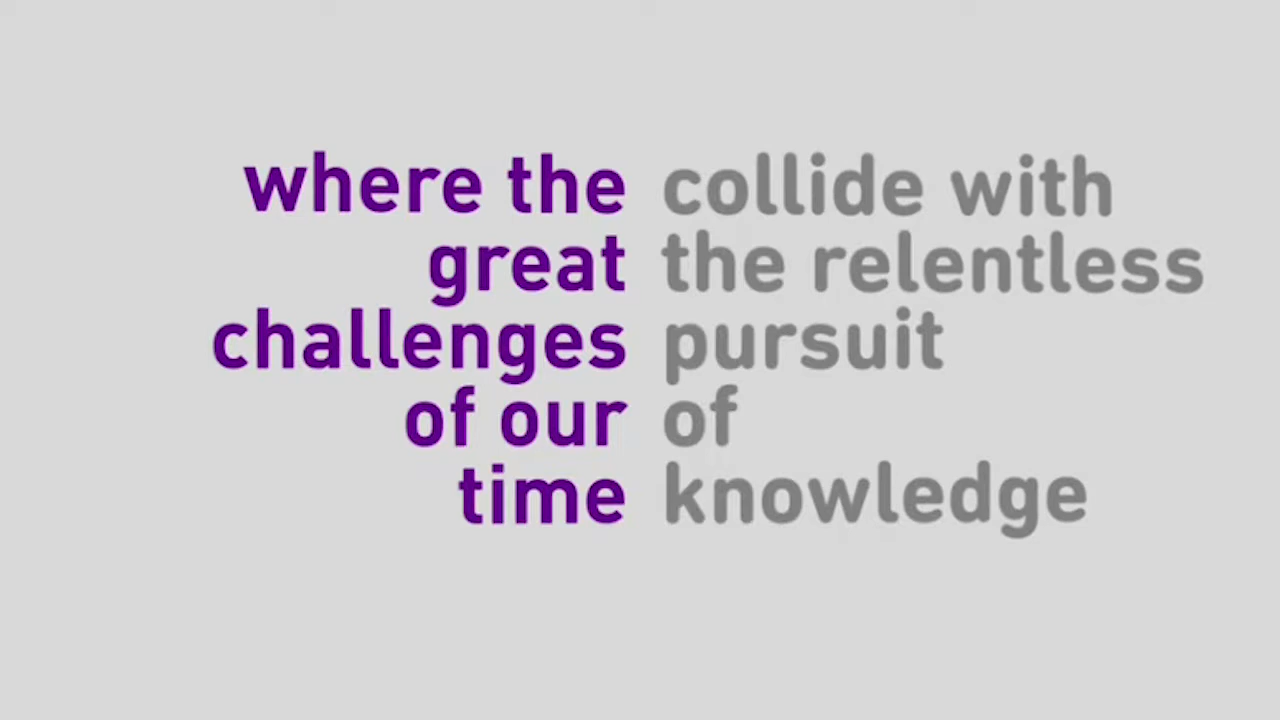 where the
great
challenges
of our
time
collide with
the relentless
pursuit
of
knowledge